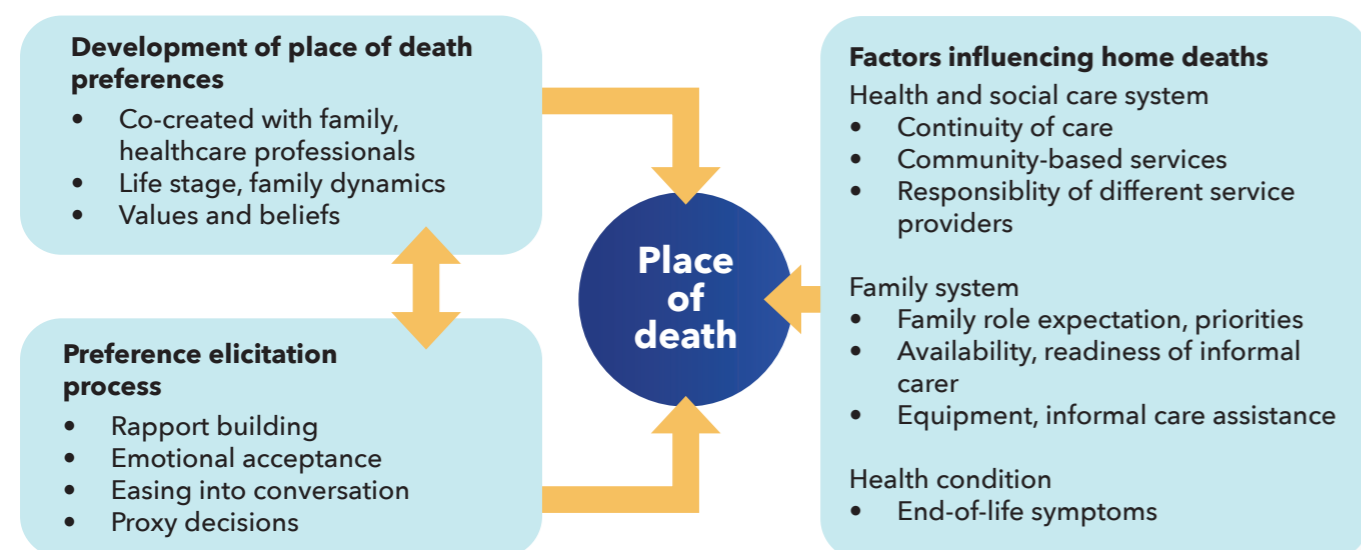 Development of place of death
preferences
• Co-created with family,
healthcare professionals
• Life stage, family dynamics
• Values and beliefs
Preference elicitation
process
• Rapport building
• Emotional acceptance
• Easing into conversation
• Proxy decisions
Place
of
death
Factors influencing home deaths
Health and social care system
• Continuity of care
• Community-based services
• Responsiblity of different service
providers
Family system
• Family role expectation, priorities
• Availability, readiness of informal
carer
• Equipment, informal care assistance
Health condition
• End-of-life symptoms